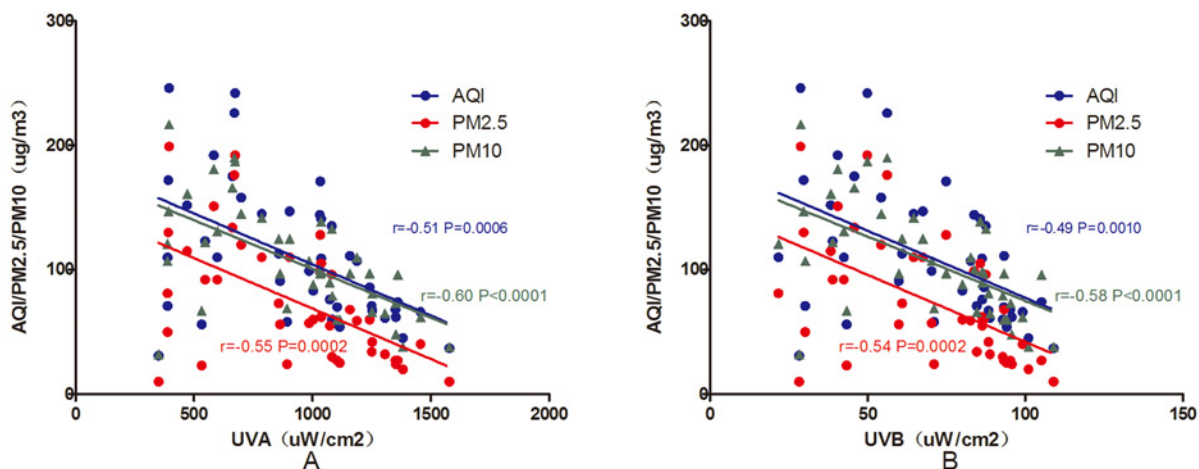 AQI/PM2.5/PM10 (ug/m3)
300
200
100
0
AQI
PM2.5
PM10
r=-0.51 P=0.0006
r=-0.60 P<0.0001
r=-0.55 P=0.0002
0 500 1000 1500 2000
UVA（uW/cm2）
A
AQI/PM2.5/PM10 (ug/m3)
300
200
100
0
AQI
PM2.5
PM10
r=-0.49 P=0.0010
r=-0.58 P<0.0001
r=-0.54 P=0.0002
0 50 100 150
UVB（uW/cm2）
B